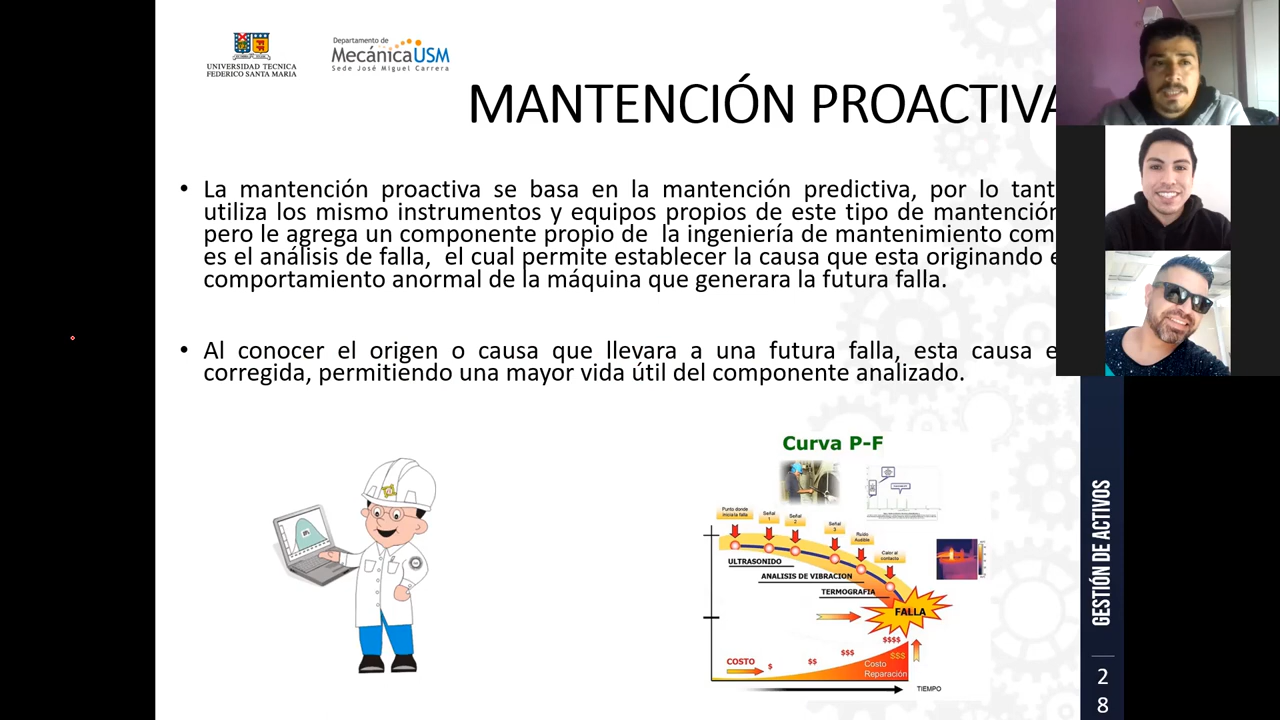 UNIVERSIDAD TECNICA
FEDERICO SANTA MARIA
Departamento de
MecánicaUSM
Sede José Miguel Carrera
MANTENCIÓN PROACTIVA
La mantención proactiva se basa en la mantención predictiva, por lo tant
utiliza los mismo instrumentos y equipos propios de este tipo de mantención
pero le agrega un componente propio de la ingeniería de mantenimiento com
es el análisis de falla, el cual permite establecer la causa que esta originando e
comportamiento anormal de la máquina que generara la futura falla.
Al conocer el origen o causa que llevara a una futura falla, esta causa e
corregida, permitiendo una mayor vida útil del componente analizado.
Curva P-F
Punto donde
inicia la falla
Señal
1
Señal
2
Señal
3
Ruido
Audible
Calor al
contacto
ULTRASONIDO
ANALISIS DE VIBRACION
TERMOGRAFIA
FALLA
COSTO
$
$$
$$$
$$$$
$$$
Costo
Reparación
TIEMPO
GESTIÓN DE ACTIVOS
2
8